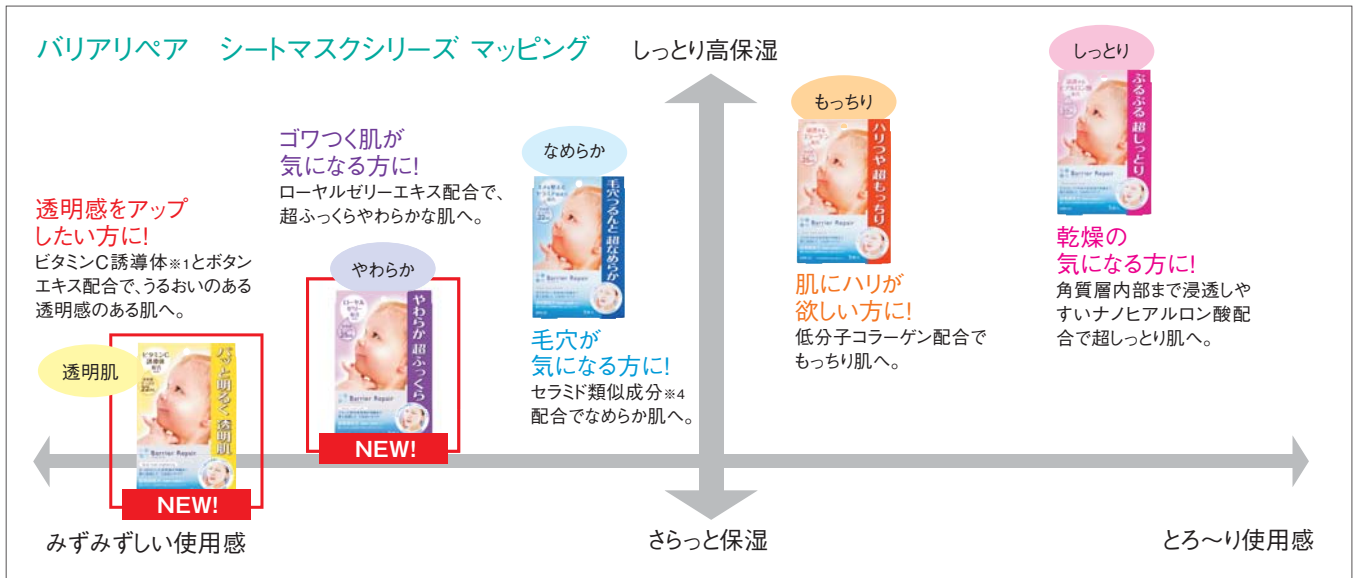 バリアリペア　シートマスクシリーズ マッピング
しっとり高保湿
しっとり
ぷるぷる 超しっとり
Barrier Repair
乾燥の
気になる方に!
角質層内部まで浸透しや
すいナノヒアルロン酸配
合で超しっとり肌へ。
もっちり
ハリつや 超もっちり
Barrier Repair
肌にハリが
欲しい方に!
低分子コラーゲン配合で
もっちり肌へ。
なめらか
毛穴つるんと 超なめらか
Barrier Repair
毛穴が
気になる方に!
セラミド類似成分※4
配合でなめらか肌へ。
ゴワつく肌が
気になる方に!
ローヤルゼリーエキス配合で、
超ふっくらやわらかな肌へ。
やわらか
ローヤル
ゼリー
やわらか 超ふっくら
Barrier Repair
NEW!
透明感をアップ
したい方に!
ビタミンC誘導体※1とボタン
エキス配合で、うるおいのある
透明感のある肌へ。
透明肌
ビタミンC
誘導体
パッと明るく 透明肌
Barrier Repair
NEW!
みずみずしい使用感
さらっと保湿
とろ～り使用感